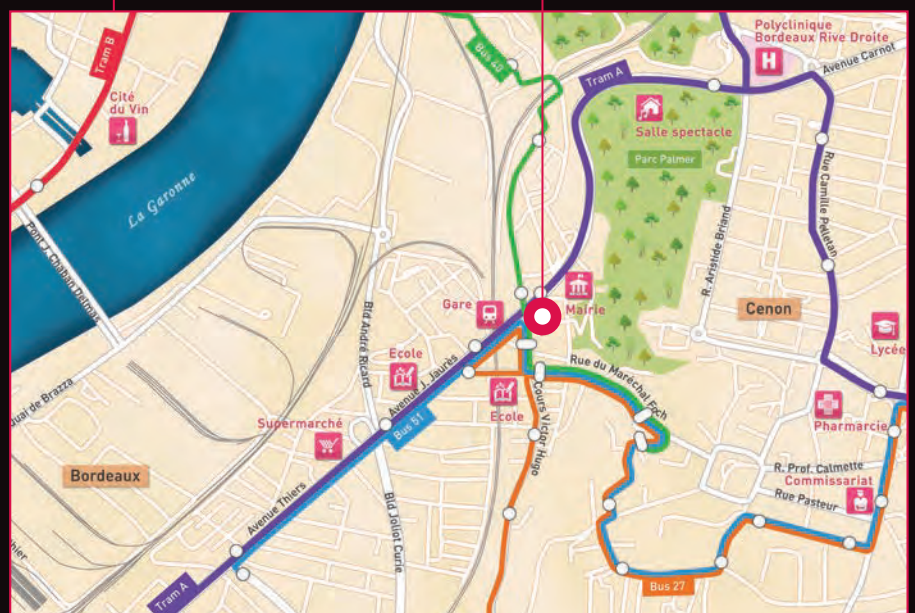 Tram B
Cité
du Vin
La Garonne
Pont J. Chaban Delmas
Bus 40
Tram A
Polyclinique
Bordeaux Rive Droite
H
Avenue Carnot
Salle spectacle
Parc Palmer
Rue Camille Pelletan
R. Aristide Briand
Cenon
Lycée
Gare
Mairie
Bld André Ricard
Ecole
Avenue J. Jaurès
Bus 51
Ecole
Cours Victor Hugo
Rue du Maréchal Foch
Pharmacie
R. Prof. Calmette
Commissariat
Rue Pasteur
Supermarché
uai de Brazza
Bordeaux
Avenue Thiers
Bld Joliot Curie
Tram A
Bus 27